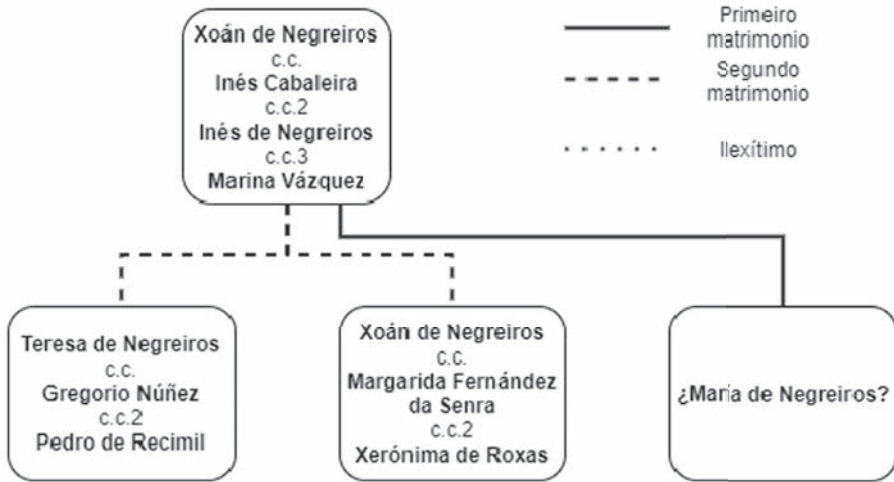 Xoán de Negreiros
c.c.
Inés Cabaleira
c.c.2
Inés de Negreiros
c.c.3
Marina Vázquez
Primeiro
matrimonio
Segundo
matrimonio
Ilexítimo
Teresa de Negreiros
c.c.
Gregorio Núñez
c.c.2
Pedro de Recimil
Xoán de Negreiros
c.c.
Margarida Fernández
da Senra
c.c.2
Xerónima de Roxas
¿María de Negreiros?